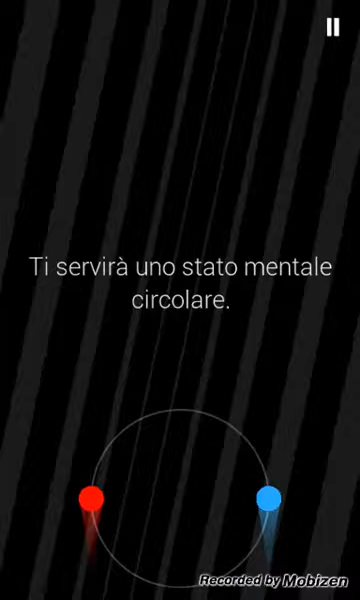 Ti servirà uno stato mentale
circolare.
Recorded by Mobizen